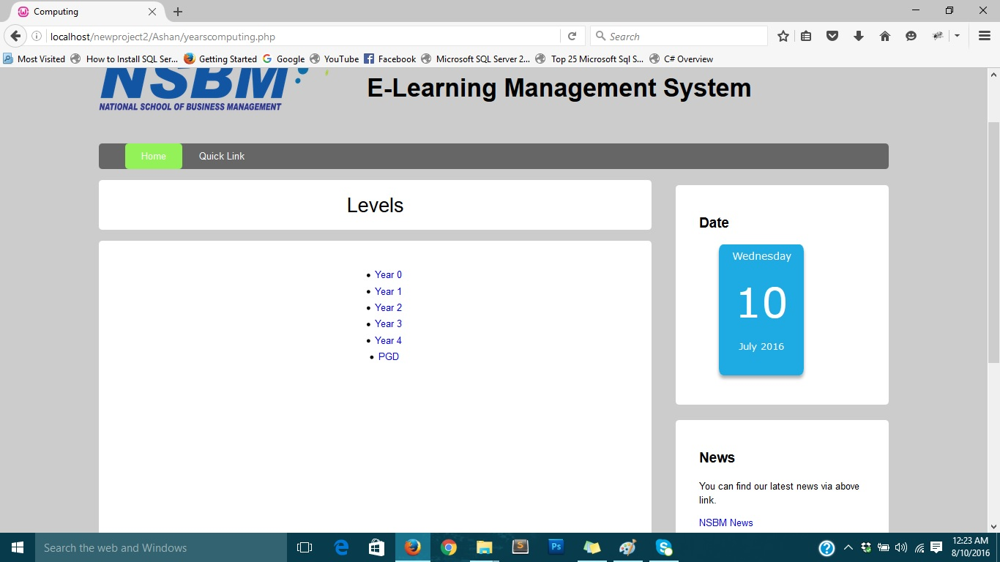 Computing
localhost/newproject2/Ashan/yearscomputing.php
Search
Most Visited How to Install SQL Ser... Getting Started Google YouTube Facebook Microsoft SQL Server 2... Top 25 Microsoft Sql S... C# Overview
NSBM
NATIONAL SCHOOL OF BUSINESS MANAGEMENT
E-Learning Management System
Home Quick Link
Levels
• Year 0
• Year 1
• Year 2
• Year 3
• Year 4
• PGD
Date
Wednesday
10
July 2016
News
You can find our latest news via above
link.
NSBM News
Search the web and Windows
Ps
12:23 AM
8/10/2016